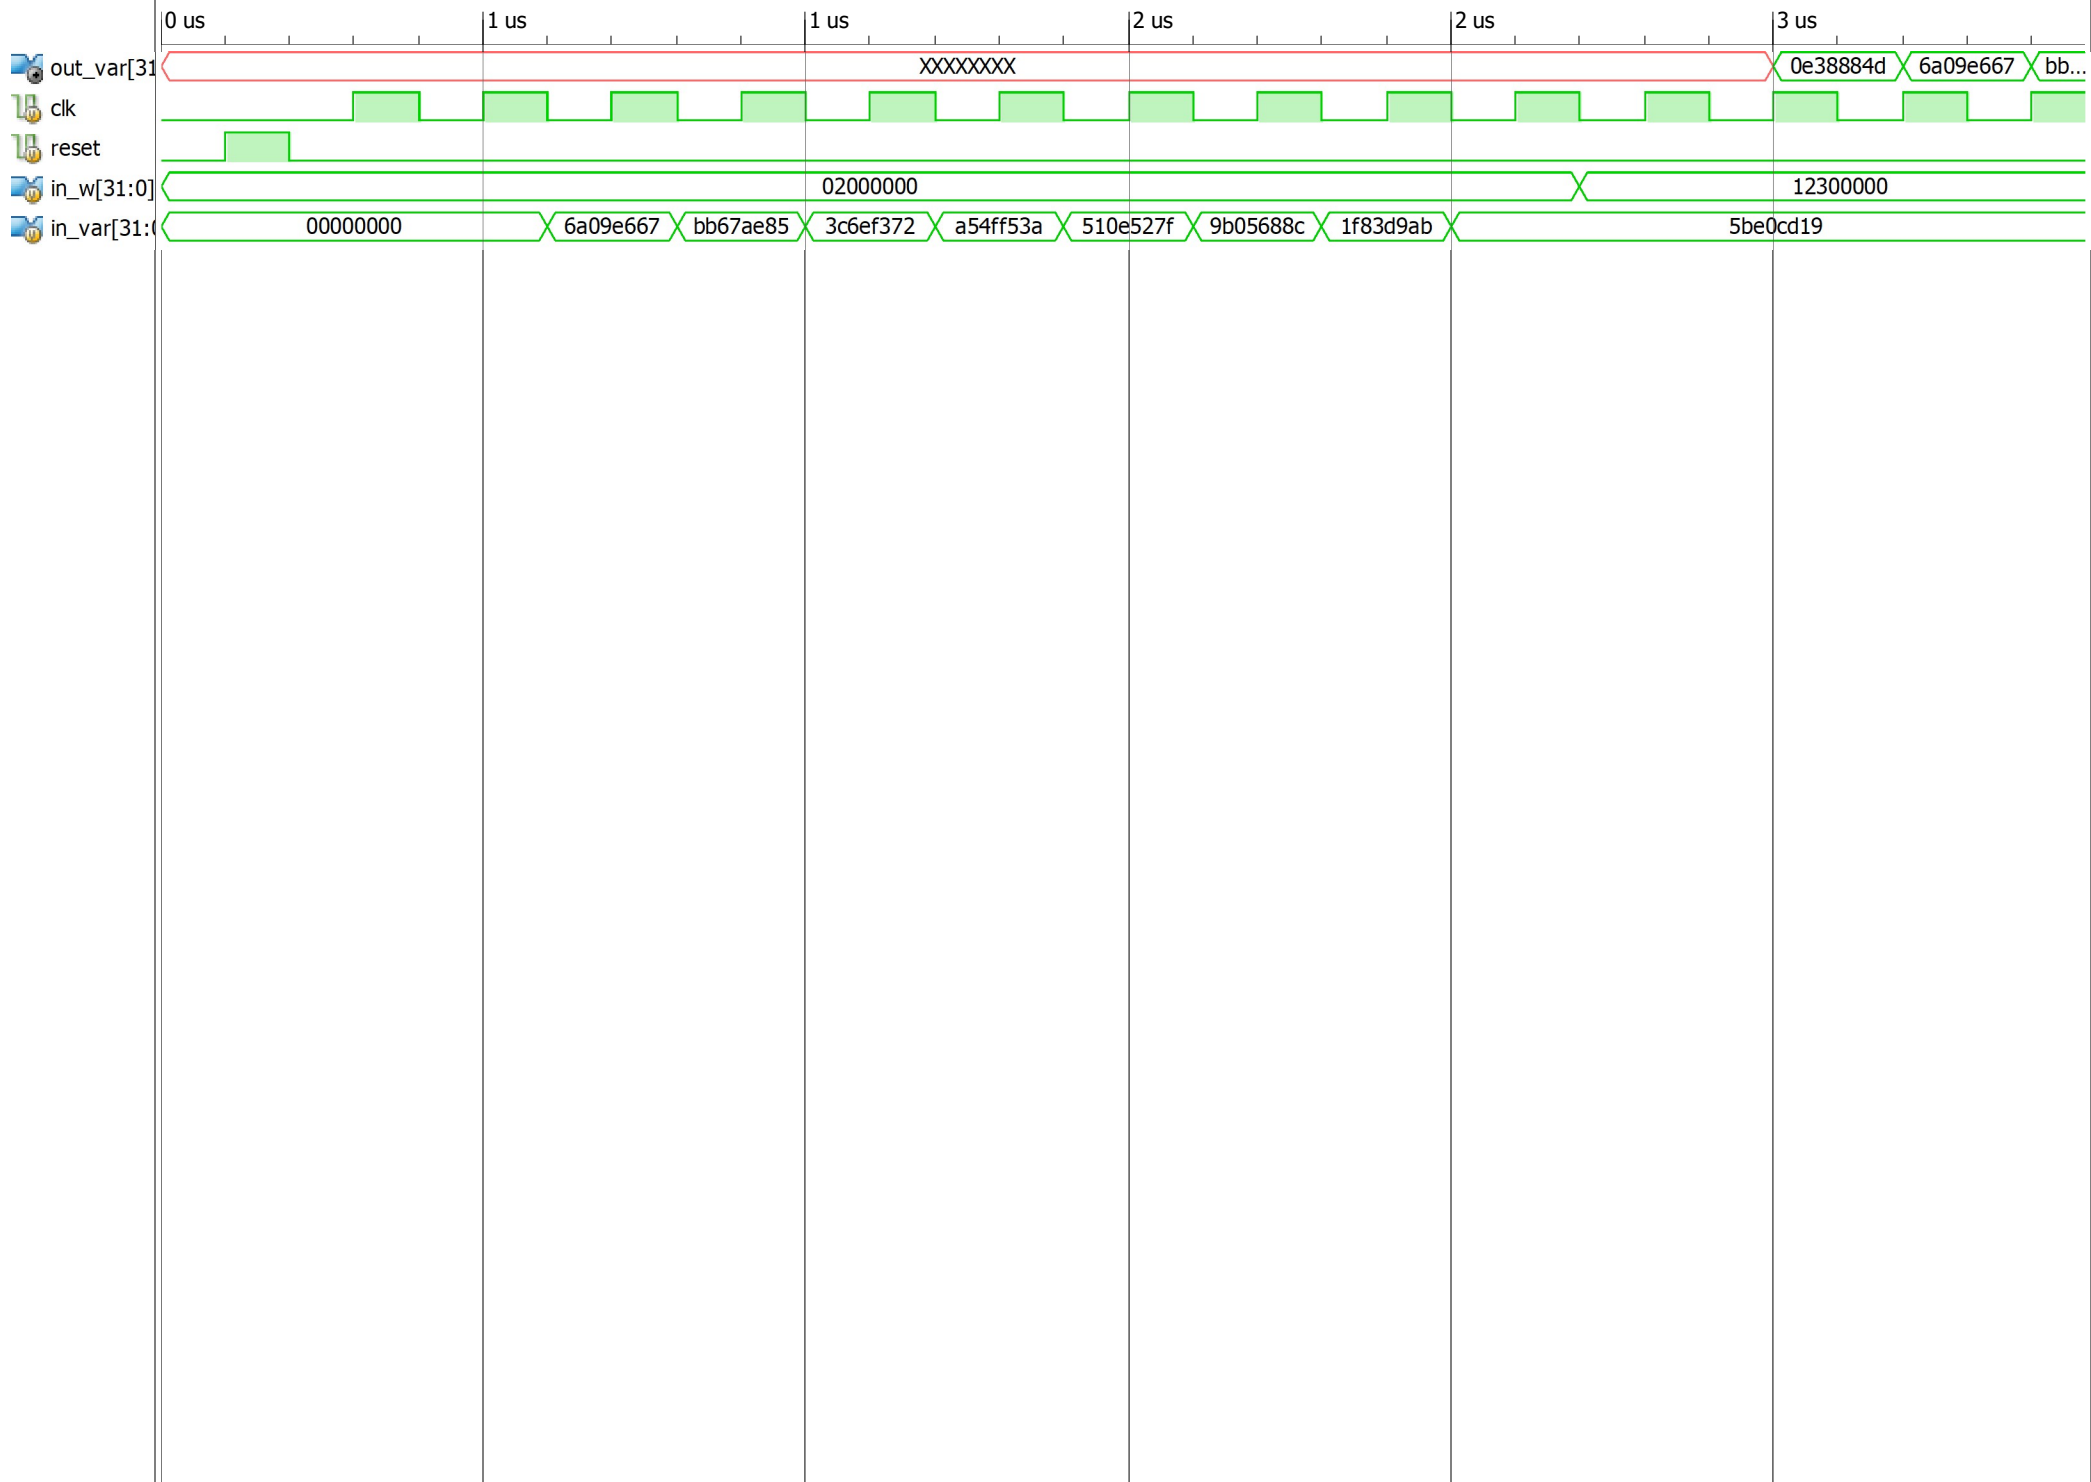 0 us 1 us 1 us 2 us 2 us 3 us
out_var[31 XXXXXXXX 0e38884d 6a09e667 bb...
clk
reset
in_w[31:0] 02000000 12300000
in_var[31:0 00000000 6a09e667 bb67ae85 3c6ef372 a54ff53a 510e527f 9b05688c 1f83d9ab 5be0cd19